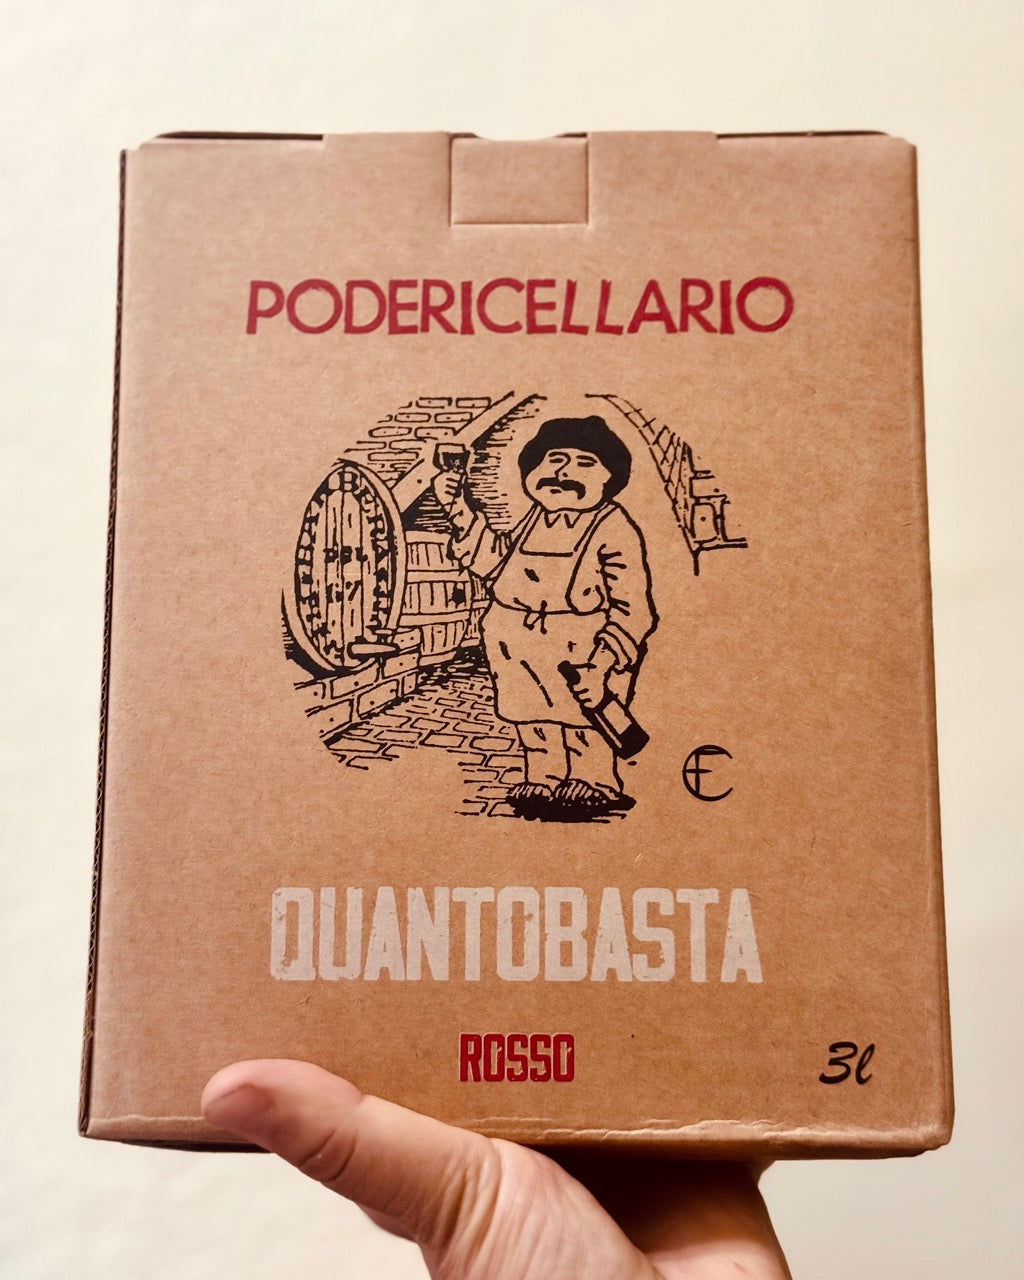 PODERICELLARIO
QUANTOBASTA
ROSSO
3l